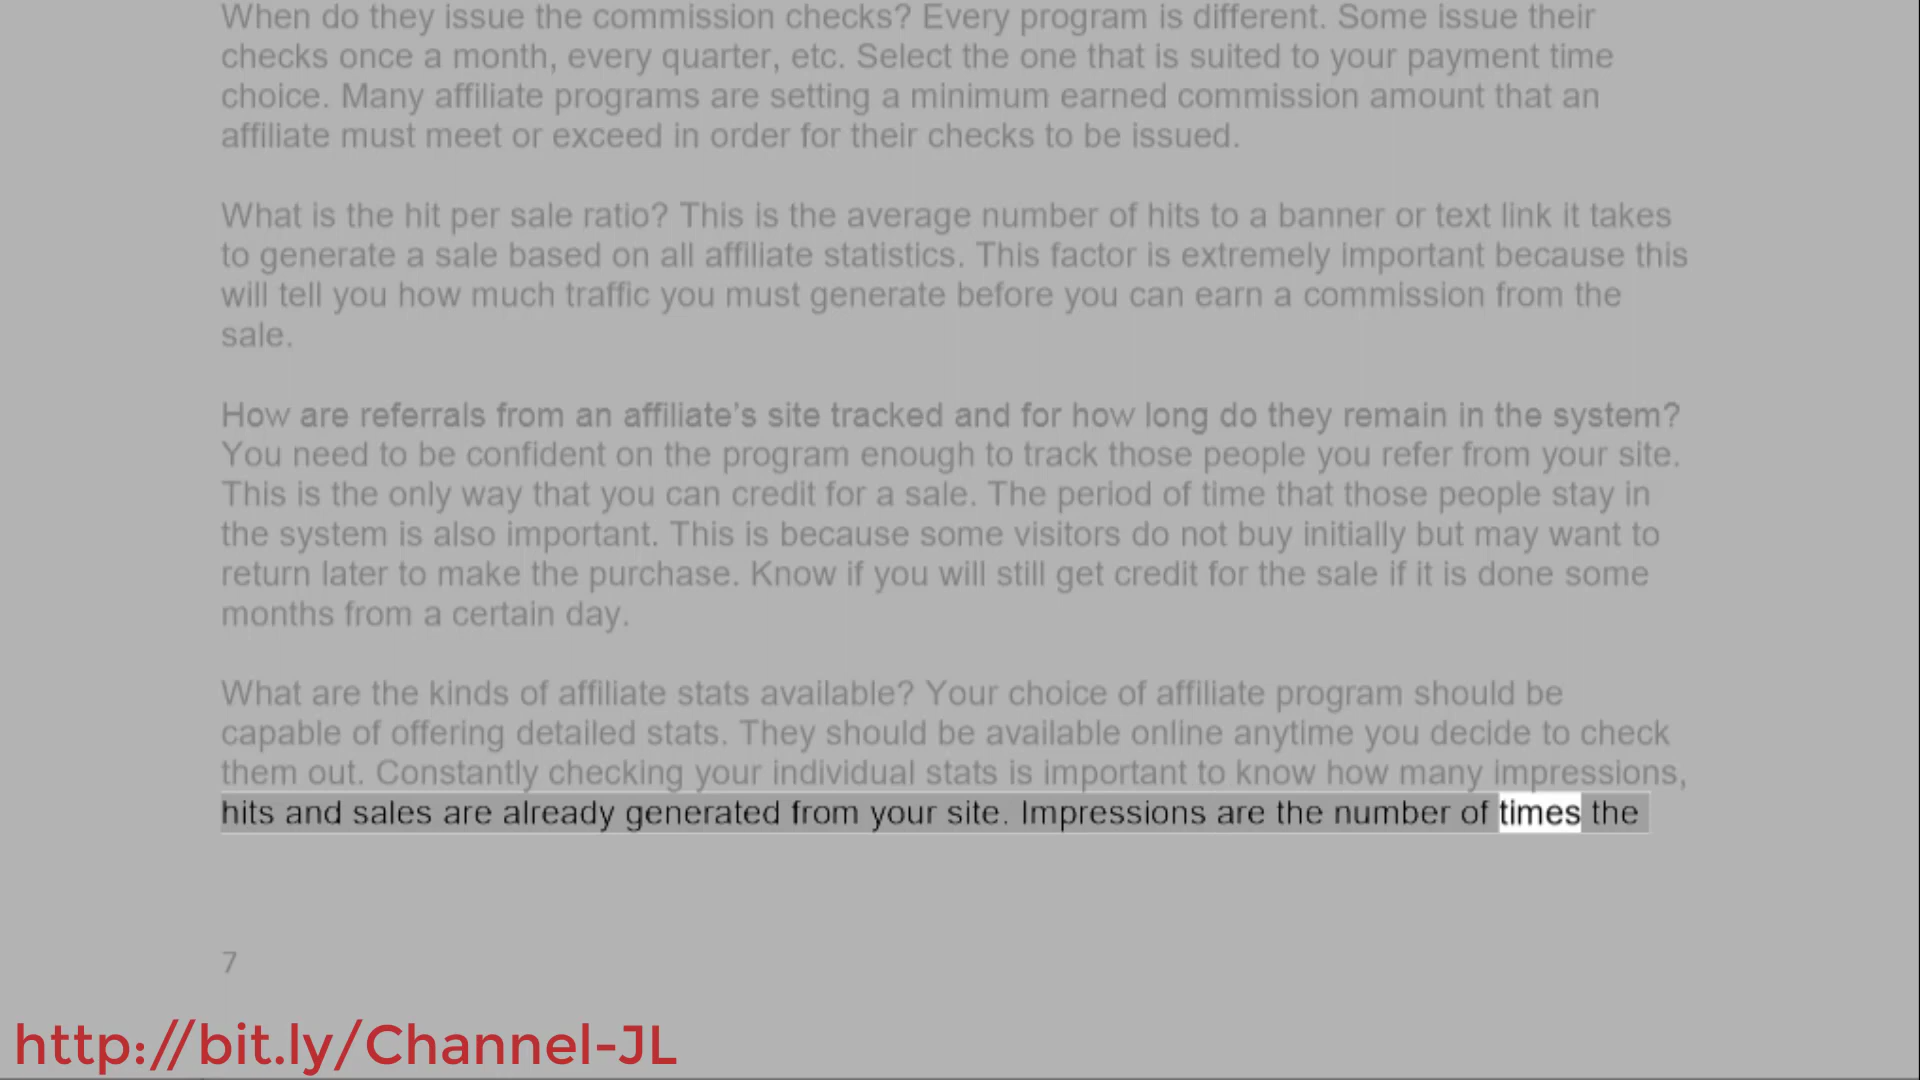 When do they issue the commission checks? Every program is different. Some issue their
checks once a month, every quarter, etc. Select the one that is suited to your payment time
choice. Many affiliate programs are setting a minimum earned commission amount that an
affiliate must meet or exceed in order for their checks to be issued.
What is the hit per sale ratio? This is the average number of hits to a banner or text link it takes
to generate a sale based on all affiliate statistics. This factor is extremely important because this
will tell you how much traffic you must generate before you can earn a commission from the
sale.
How are referrals from an affiliate’s site tracked and for how long do they remain in the system?
You need to be confident on the program enough to track those people you refer from your site.
This is the only way that you can credit for a sale. The period of time that those people stay in
the system is also important. This is because some visitors do not buy initially but may want to
return later to make the purchase. Know if you will still get credit for the sale if it is done some
months from a certain day.
What are the kinds of affiliate stats available? Your choice of affiliate program should be
capable of offering detailed stats. They should be available online anytime you decide to check
them out. Constantly checking your individual stats is important to know how many impressions,
hits and sales are already generated from your site. Impressions are the number of times the
7
http://bit.ly/Channel-JL